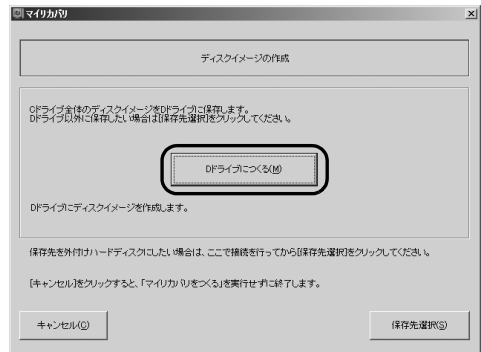 マイリカバリ
ディスクイメージの作成
Cドライブ全体のディスクイメージをDドライブに保存します。
Dドライブ以外に保存したい場合は[保存先選択]をクリックしてください。
Dドライブにつくる(M)
Dドライブにディスクイメージを作成します。
保存先を外付けハードディスクにしたい場合は、ここで接続を行ってから[保存先選択]をクリックしてください。
[キャンセル]をクリックすると、「マイリカバリをつくる」を実行せずに終了します。
キャンセル(C)
保存先選択(S)